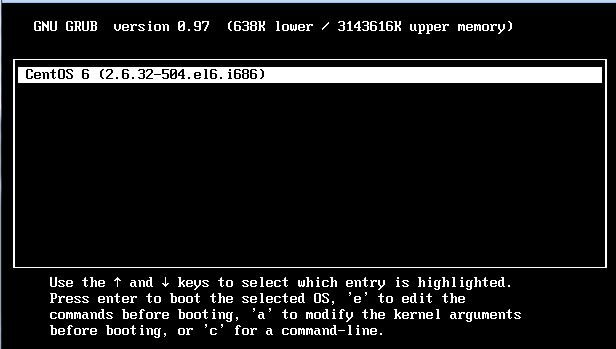 GNU GRUB  version 0.97  (638K lower / 3143616K upper memory)
CentOS 6 (2.6.32-504.el6.i686)
Use the ↑ and ↓ keys to select which entry is highlighted.
Press enter to boot the selected OS, 'e' to edit the
commands before booting, 'a' to modify the kernel arguments
before booting, or 'c' for a command-line.